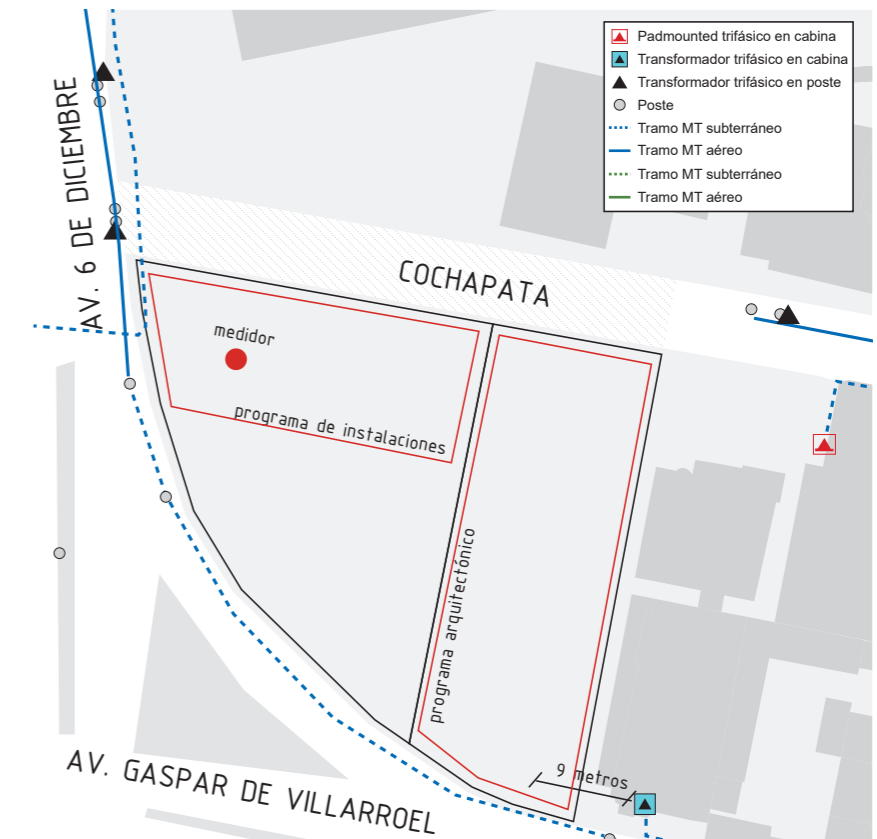 Padmounted trifásico en cabina
Transformador trifásico en cabina
Transformador trifásico en poste
Poste
Tramo MT subterráneo
Tramo MT aéreo
Tramo MT subterráneo
Tramo MT aéreo
AV. 6 DE DICIEMBRE
COCHAPATA
medidor
programa de instalaciones
programa arquitectónico
9 metros
AV. GASPAR DE VILLARROEL